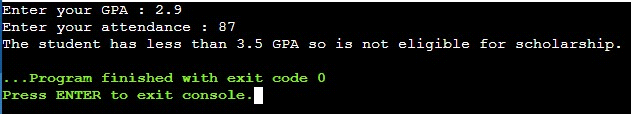 Enter your GPA : 2.9
Enter your attendance : 87
The student has less than 3.5 GPA so is not eligible for scholarship.
...Program finished with exit code 0
Press ENTER to exit console.